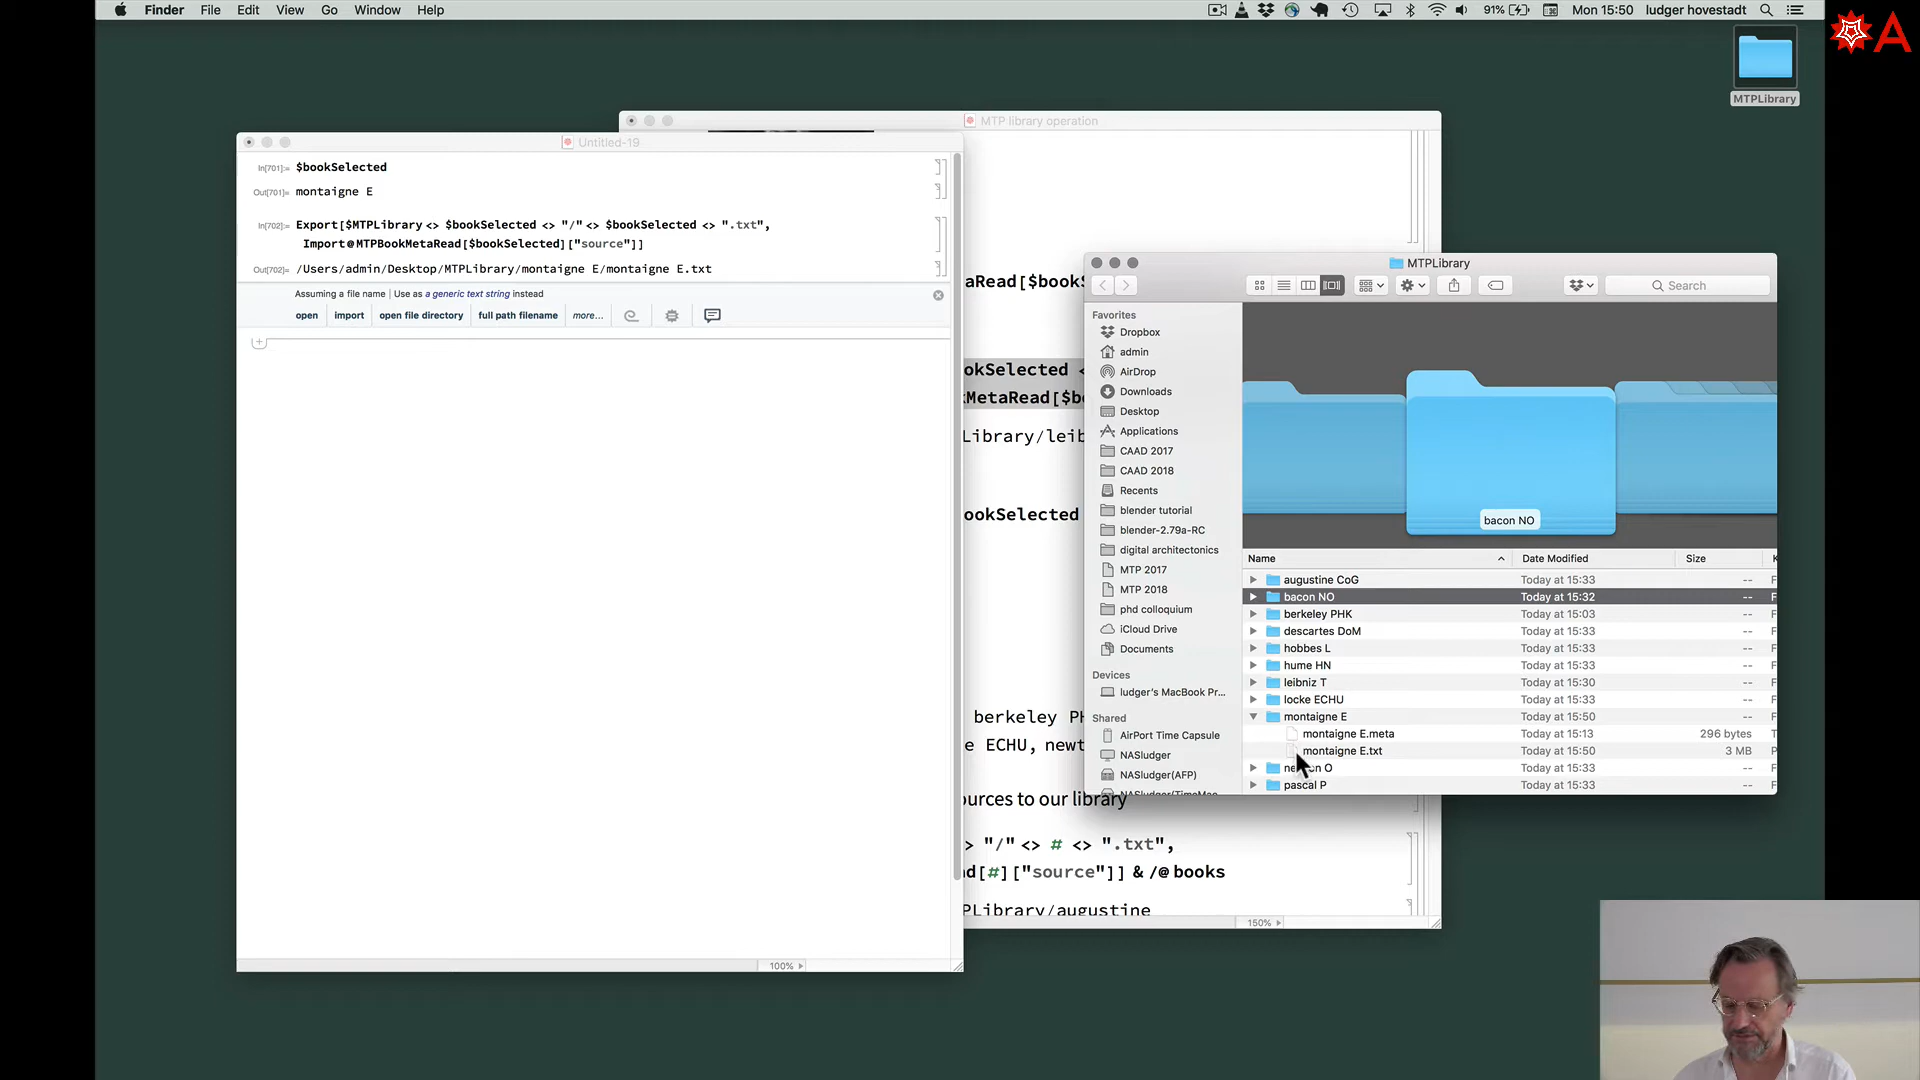 Finder File Edit View Go Window Help
91% Mon 15:50 ludger hovestadt
MTPLibrary
Untitled-19
In[701]:= $bookSelected
Out[701]= montaigne E
In[702]:= Export[$MTPLibrary <> $bookSelected <> "/" <> $bookSelected <> ".txt",
Import@MTPBookMetaRead[$bookSelected]["source"]]
Out[702]= /Users/admin/Desktop/MTPLibrary/montaigne E/montaigne E.txt
Assuming a file name | Use as a generic text string instead
open import open file directory full path filename more...
100%
MTP library operation
aRead[$bookS
okSelected <
kMetaRead[$bo
Library/leib
ookSelected
berkeley PH
e ECHU, newt
ources to our library
> "/" <> # <> ".txt",
ad[#]["source"]] & /@ books
PLibrary/augustine
150%
MTPLibrary
Search
Favorites
Dropbox
admin
AirDrop
Downloads
Desktop
Applications
CAAD 2017
CAAD 2018
Recents
blender tutorial
blender-2.79a-RC
digital architectonics
MTP 2017
MTP 2018
phd colloquium
iCloud Drive
Documents
Devices
ludger's MacBook Pr...
Shared
AirPort Time Capsule
NASludger
NASludger(AFP)
NASludger(TimeMac
bacon NO
Name Date Modified Size K
augustine CoG Today at 15:33 -- F
bacon NO Today at 15:32 -- F
berkeley PHK Today at 15:03 -- F
descartes DoM Today at 15:33 -- F
hobbes L Today at 15:33 -- F
hume HN Today at 15:33 -- F
leibniz T Today at 15:30 -- F
locke ECHU Today at 15:33 -- F
montaigne E Today at 15:50 -- F
montaigne E.meta Today at 15:13 296 bytes T
montaigne E.txt Today at 15:50 3 MB P
O Today at 15:33 -- F
pascal P Today at 15:33 -- F